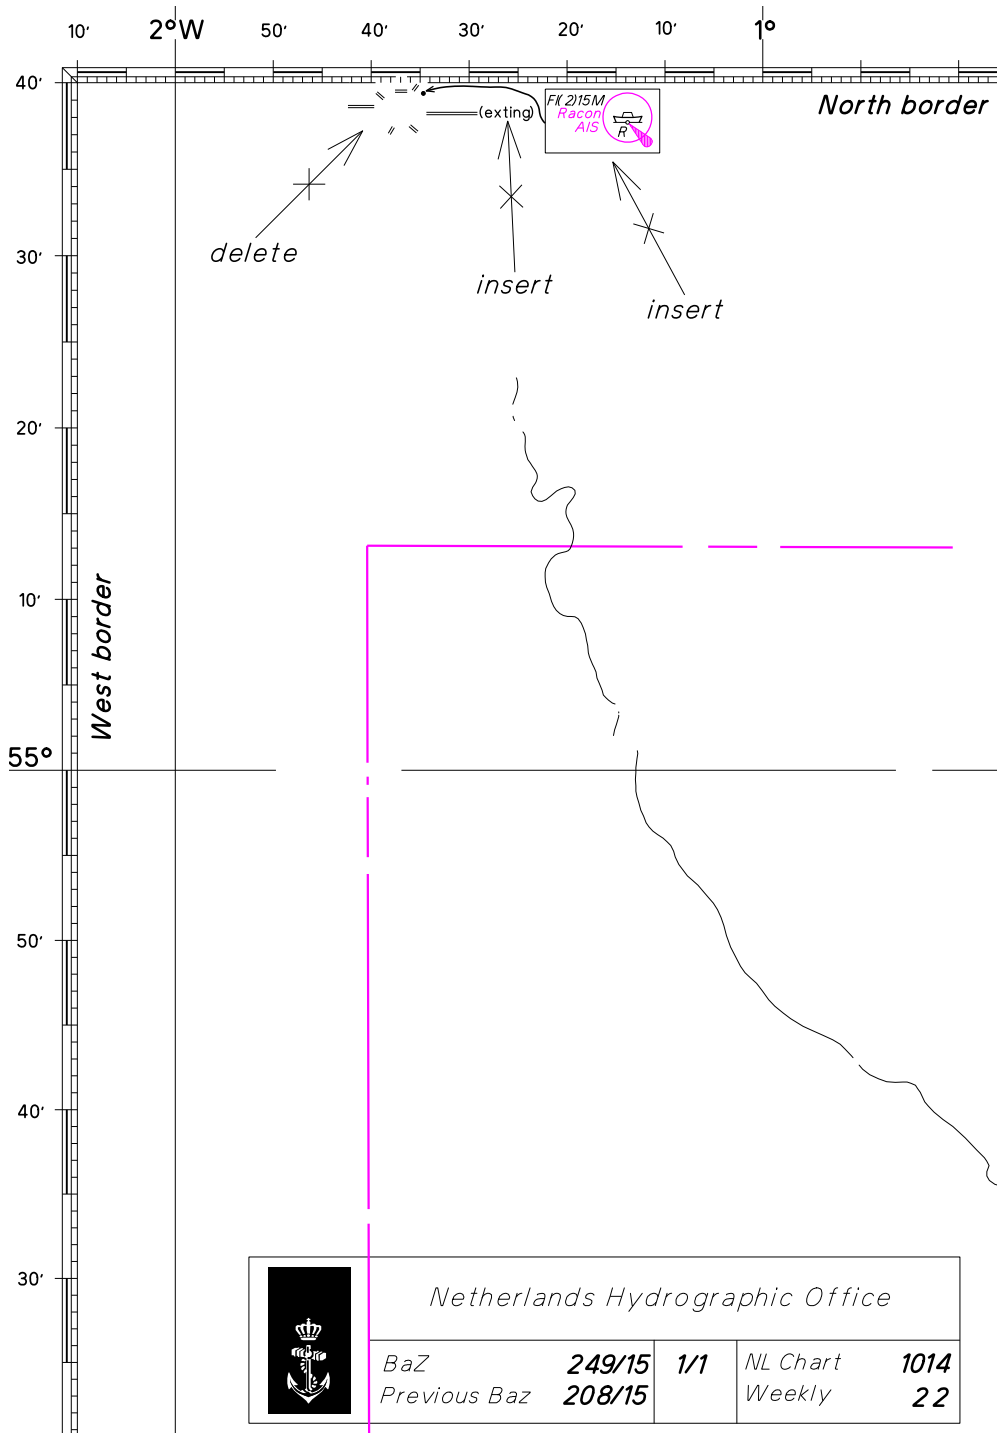 10' 2°W 50' 40' 30' 20' 10' 1°
40'
North border
Fl(2)15M
Racon
AIS
R
(exting)
delete
30'
insert
insert
20'
10'
West border
55°
50'
40'
30'
Netherlands Hydrographic Office
BaZ 249/15 1/1 NL Chart 1014
Previous Baz 208/15 Weekly 22